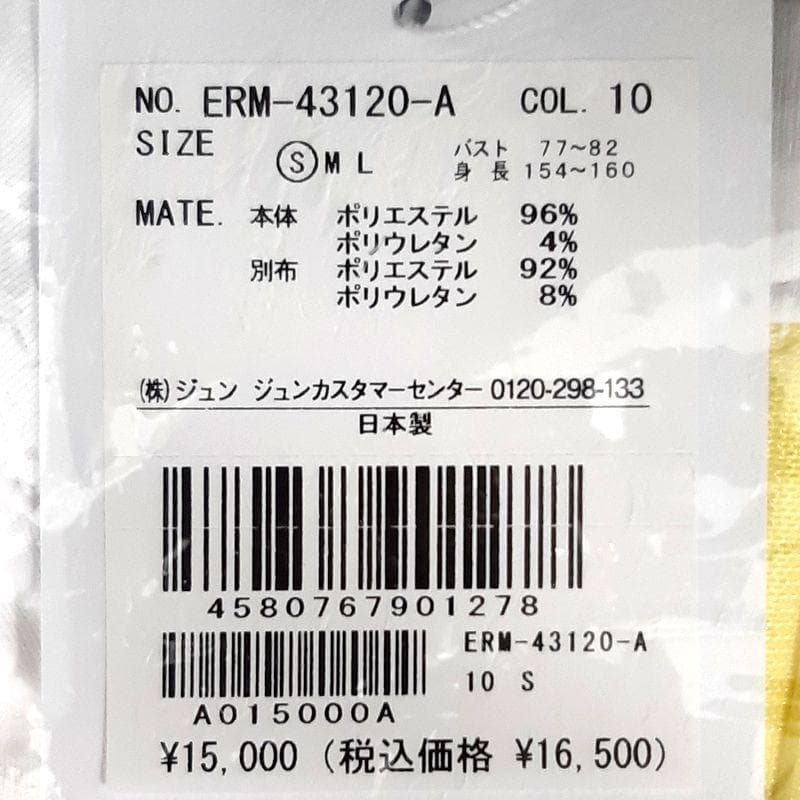 NO. ERM-43120-A COL. 10
SIZE Ⓢ M L バスト 77～82
身長 154～160
MATE. 本体 ポリエステル 96%
ポリウレタン 4%
別布 ポリエステル 92%
ポリウレタン 8%
(株)ジュン ジュンカスタマーセンター 0120-298-133
日本製
4580767901278
ERM-43120-A
10 S
A015000A
¥15,000 (税込価格 ¥16,500)